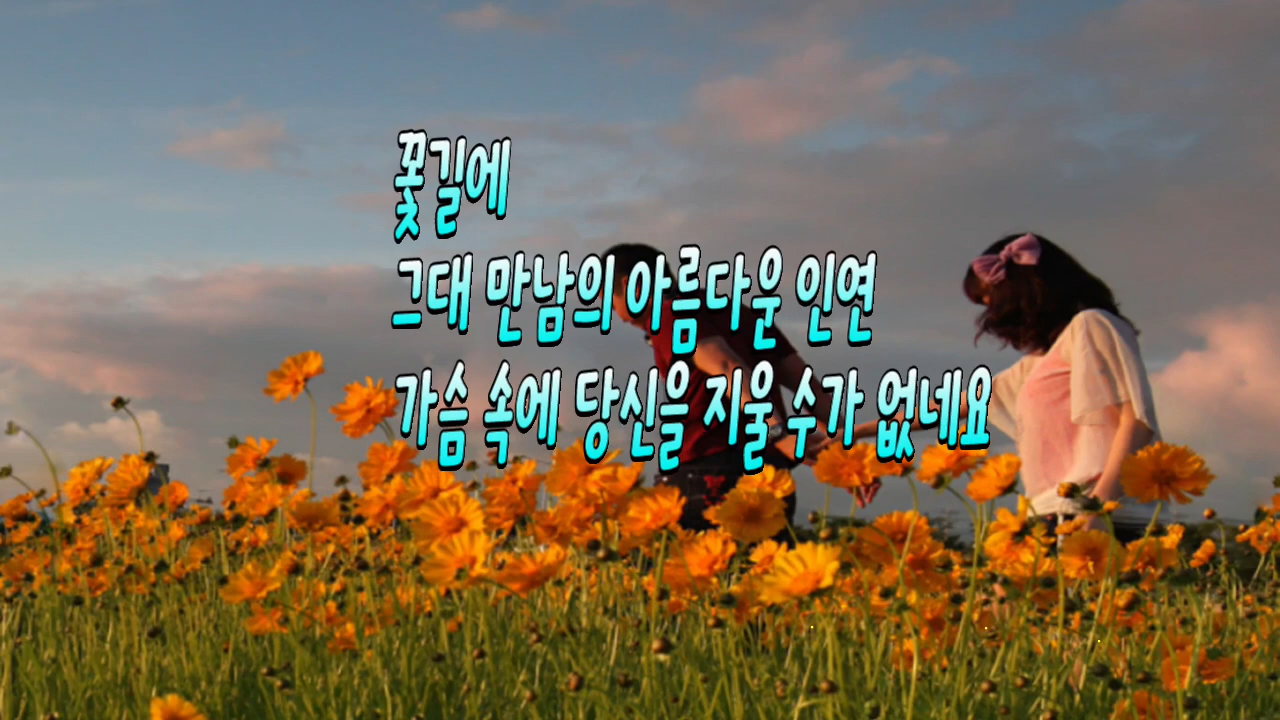 꽃길에
그대 만남의 아름다운 인연
가슴 속에 당신을 지울 수가 없네요